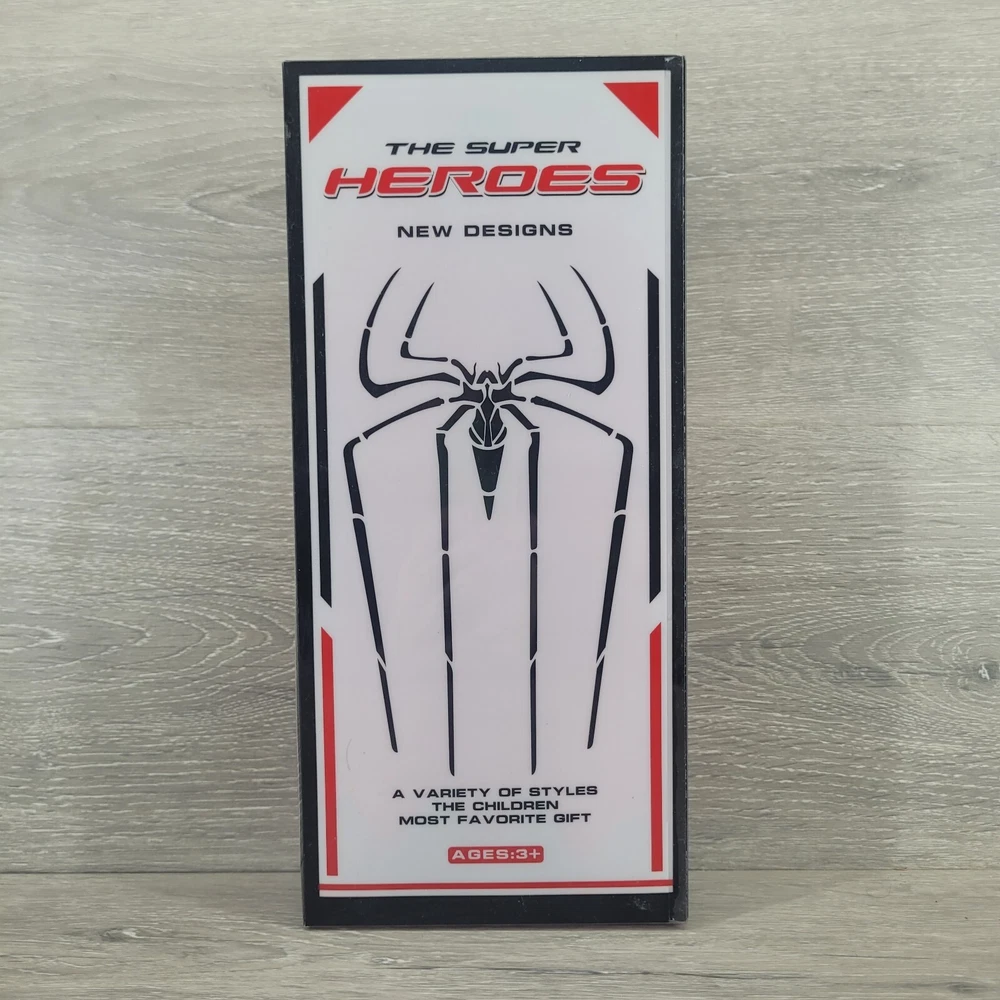 THE SUPER
HEROES
NEW DESIGNS
A VARIETY OF STYLES
THE CHILDREN
MOST FAVORITE GIFT
AGES:3+